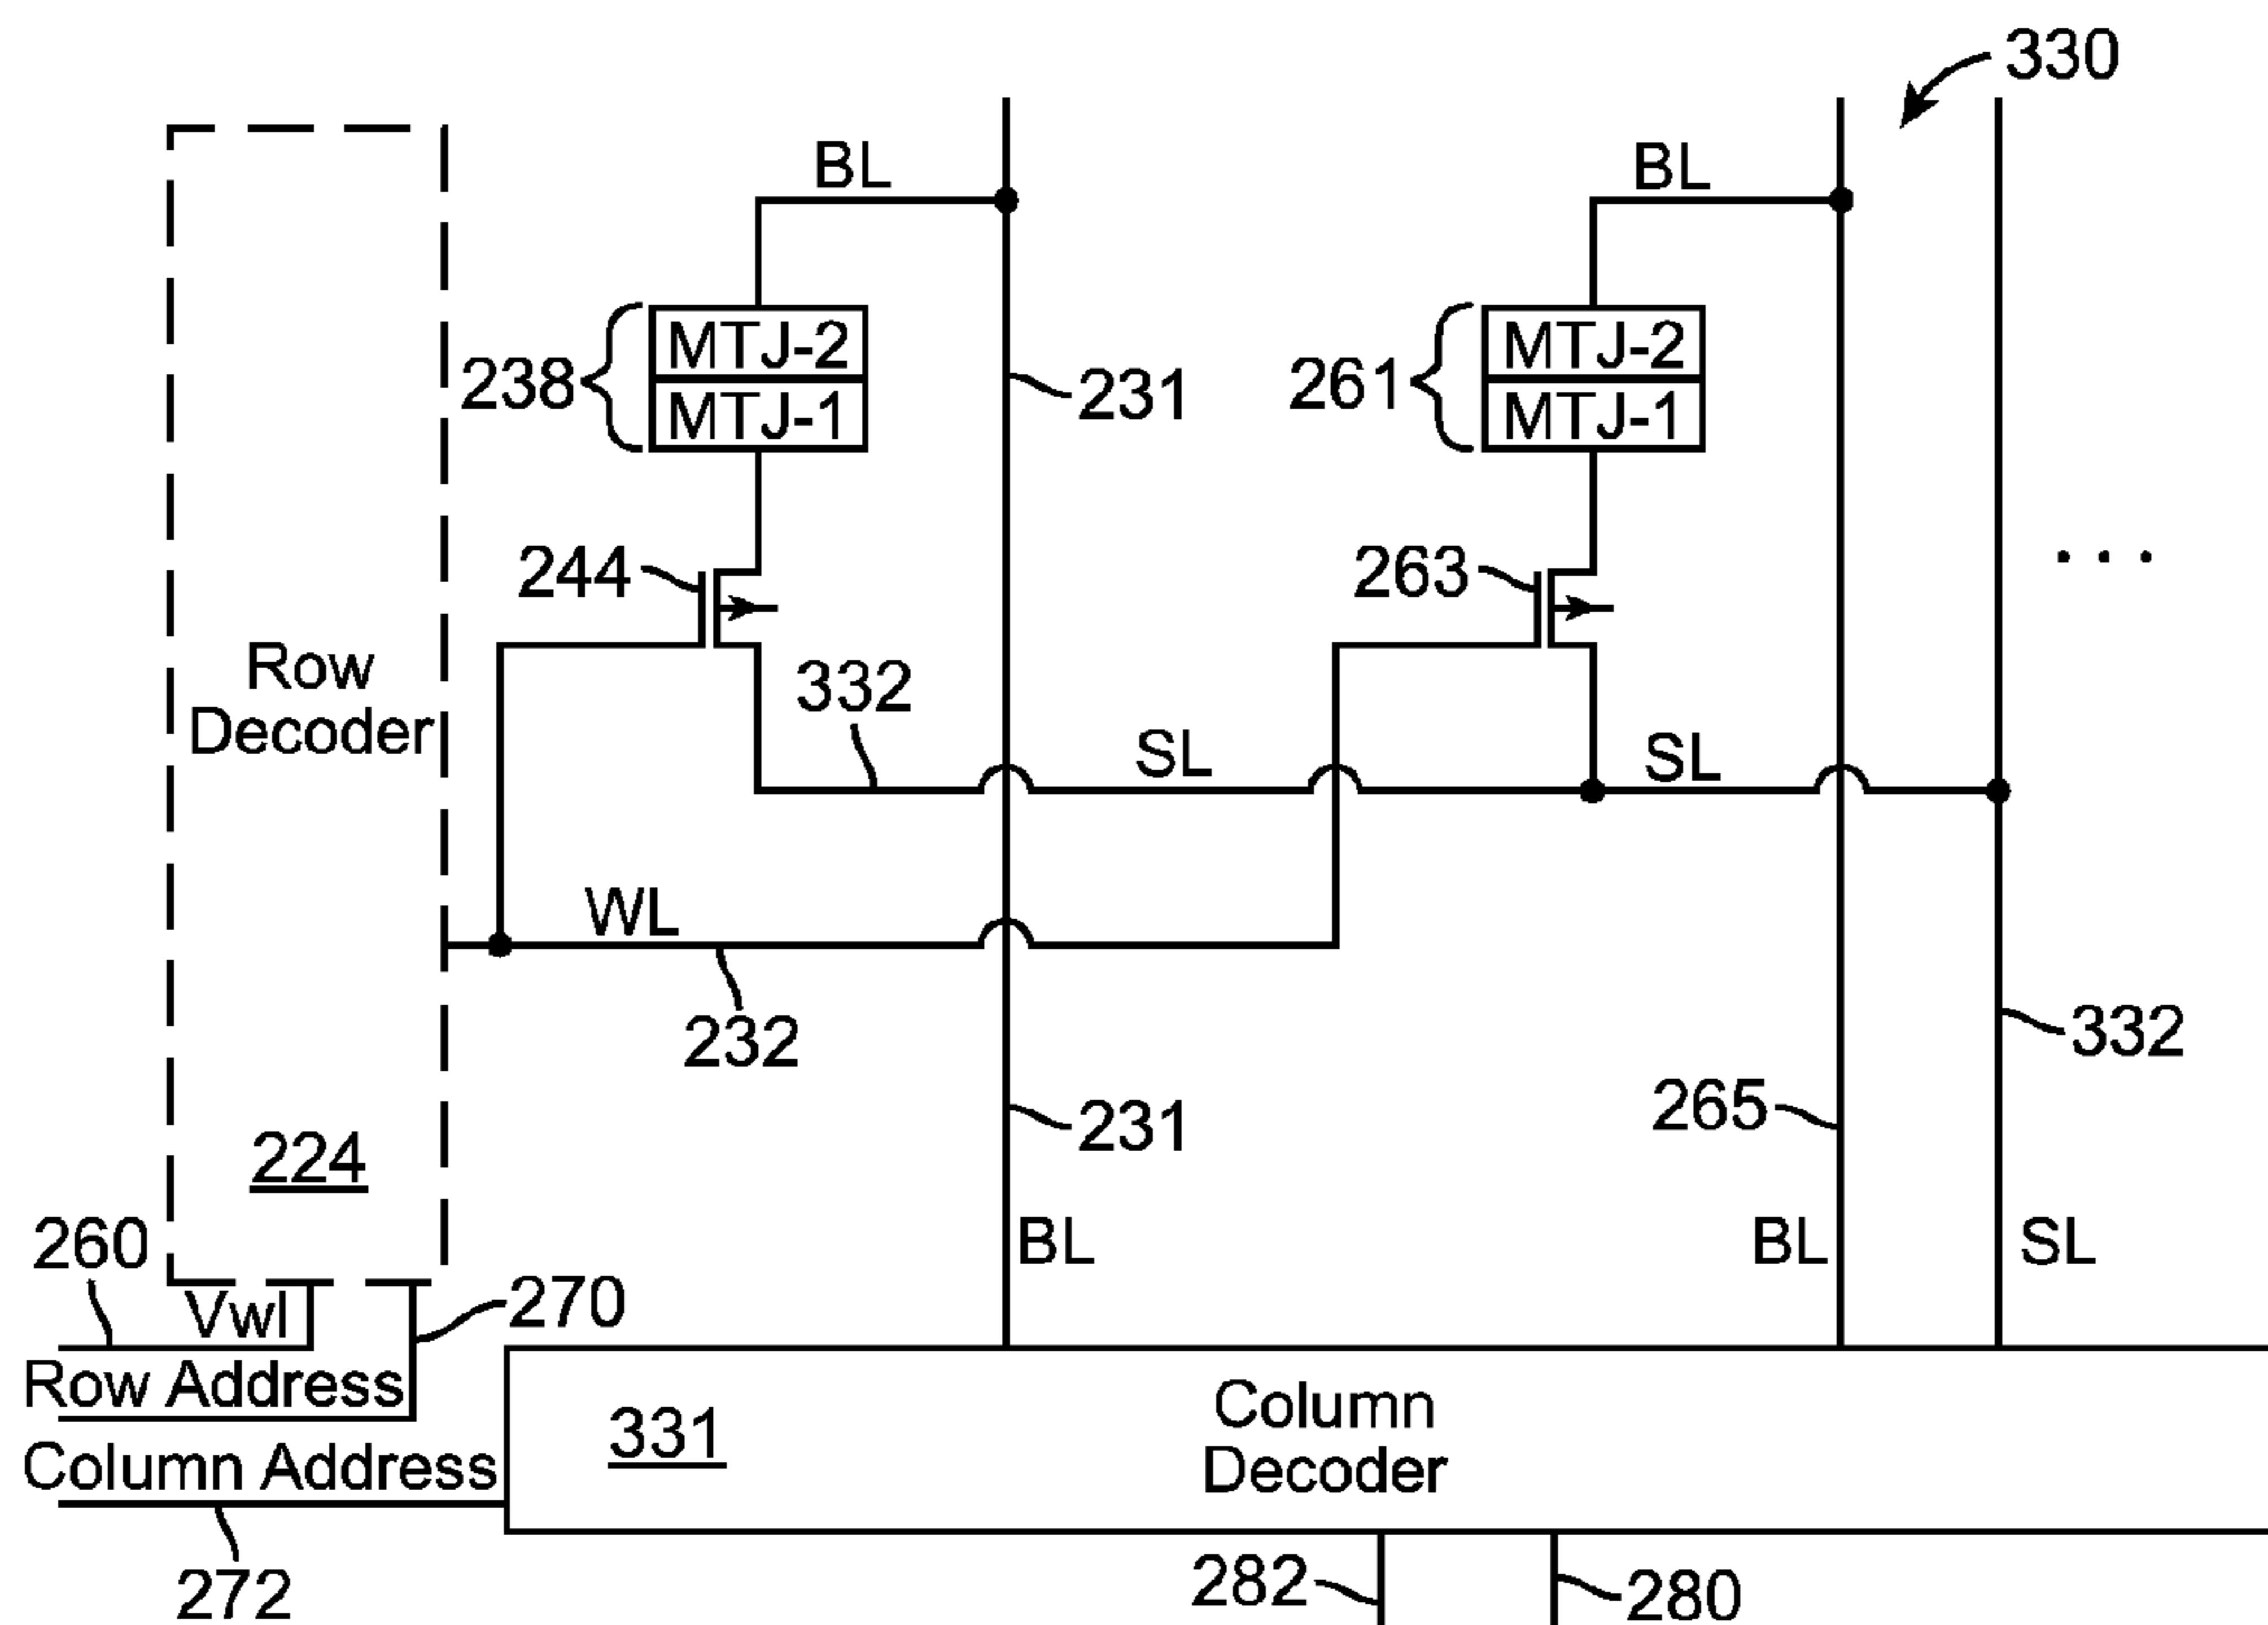 330
BL
BL
MTJ-2
MTJ-1
238
231
MTJ-2
MTJ-1
261
244
263
. . .
Row
Decoder
332
SL
SL
WL
232
332
231
265
224
260
BL
BL
SL
Vwl
270
Row Address
Column Address
331
Column
Decoder
272
282
280